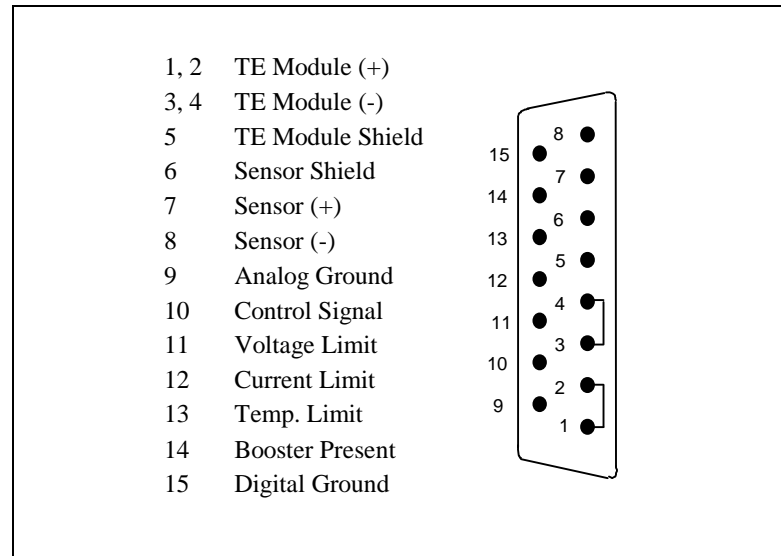 1, 2 TE Module (+)
3, 4 TE Module (-)
5 TE Module Shield
6 Sensor Shield
7 Sensor (+)
8 Sensor (-)
9 Analog Ground
10 Control Signal
11 Voltage Limit
12 Current Limit
13 Temp. Limit
14 Booster Present
15 Digital Ground
8
15
7
14
6
13
5
12
4
11
3
10
2
9
1